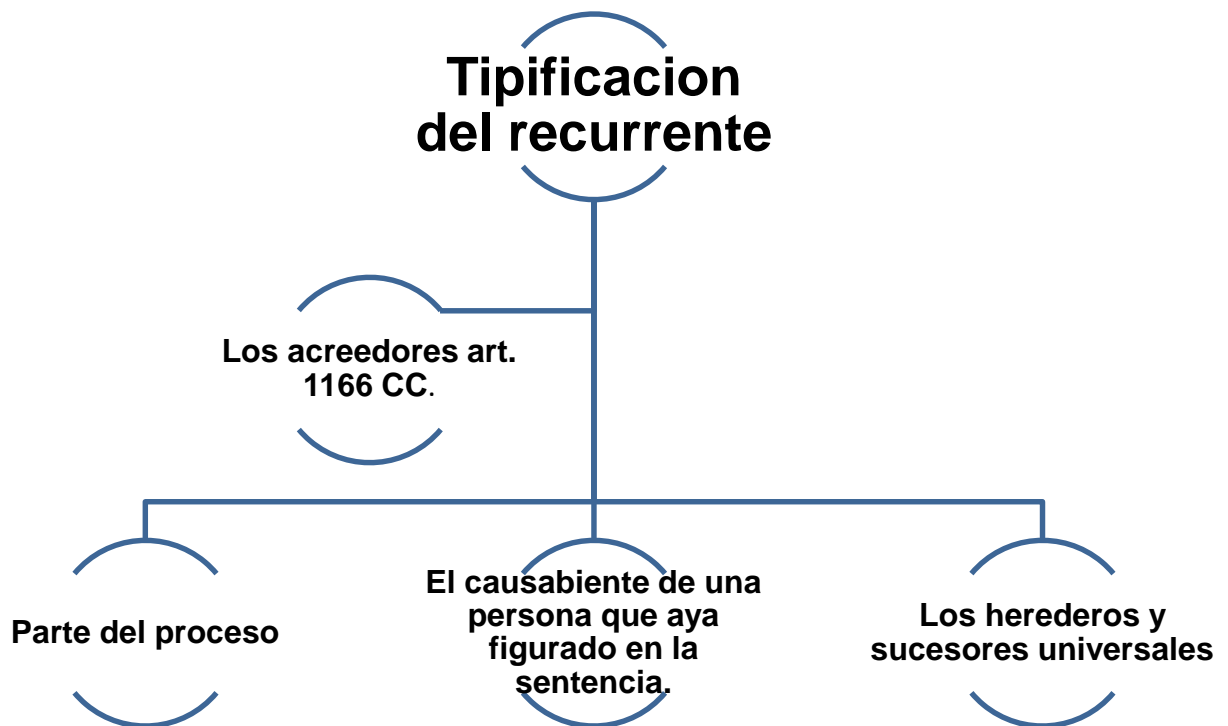 Tipificacion
del recurrente
Los acreedores art.
1166 CC.
Parte del proceso
El causabiente de una
persona que aya
figurado en la
sentencia.
Los herederos y
sucesores universales